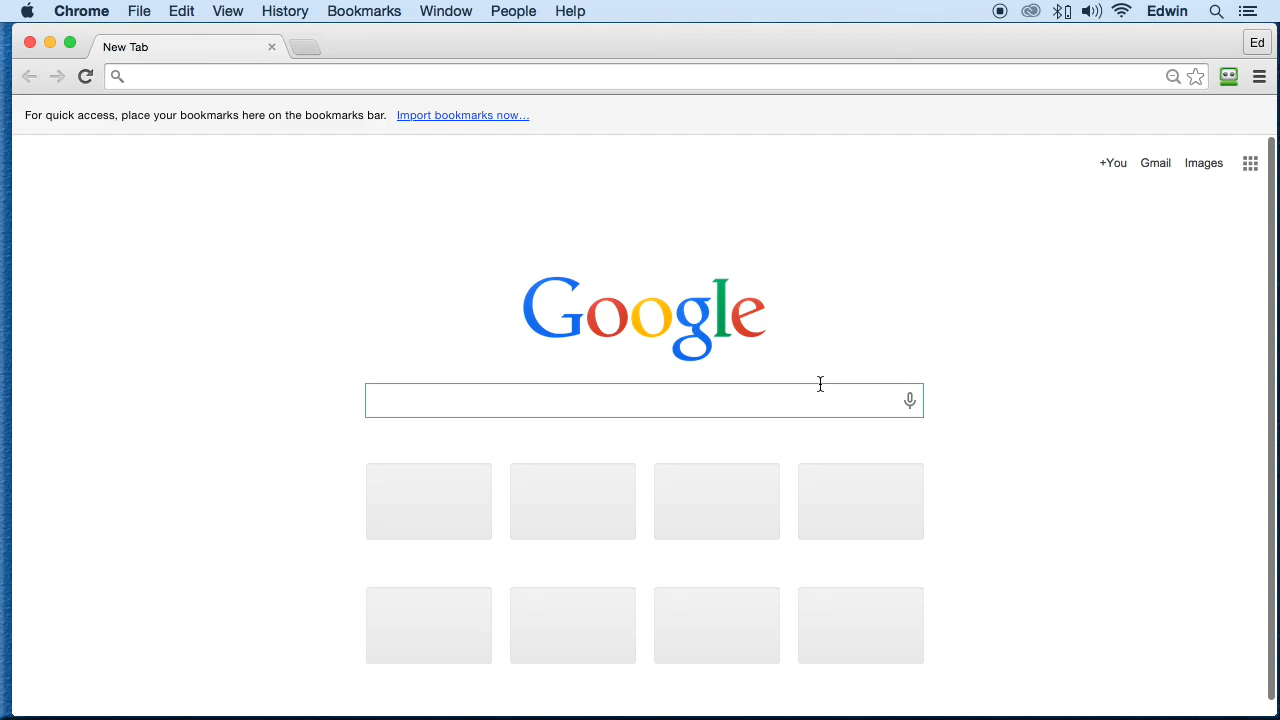 Chrome File Edit View History Bookmarks Window People Help Edwin
New Tab
Ed
For quick access, place your bookmarks here on the bookmarks bar. Import bookmarks now...
+You Gmail Images
Google